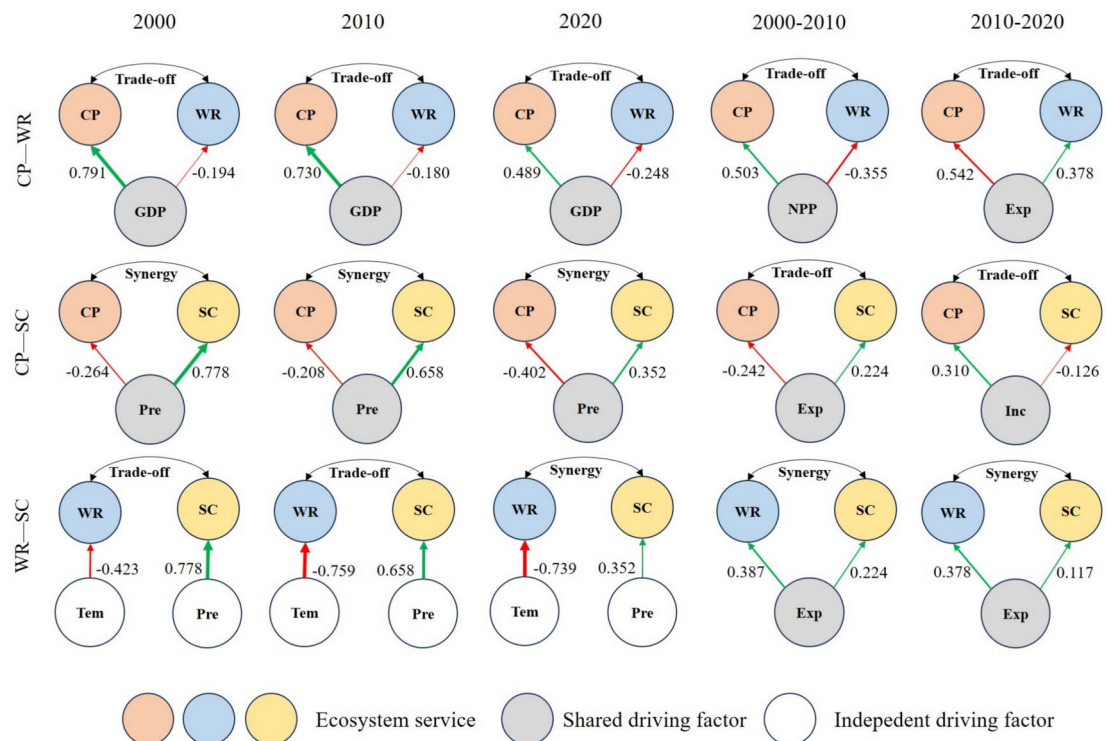 2000 2010 2020 2000-2010 2010-2020
CP—WR
Trade-off Trade-off Trade-off Trade-off Trade-off
CP WR CP WR CP WR CP WR CP WR
0.791 -0.194 0.730 -0.180 0.489 -0.248 0.503 -0.355 0.542 0.378
GDP GDP GDP NPP Exp
CP—SC
Synergy Synergy Synergy Trade-off Trade-off
CP SC CP SC CP SC CP SC CP SC
-0.264 0.778 -0.208 0.658 -0.402 0.352 -0.242 0.224 0.310 -0.126
Pre Pre Pre Exp Inc
WR—SC
Trade-off Trade-off Synergy Synergy Synergy
WR SC WR SC WR SC WR SC WR SC
-0.423 0.778 -0.759 0.658 -0.739 0.352 0.387 0.224 0.378 0.117
Tem Pre Tem Pre Tem Pre Exp Exp
Ecosystem service Shared driving factor Indepedent driving factor